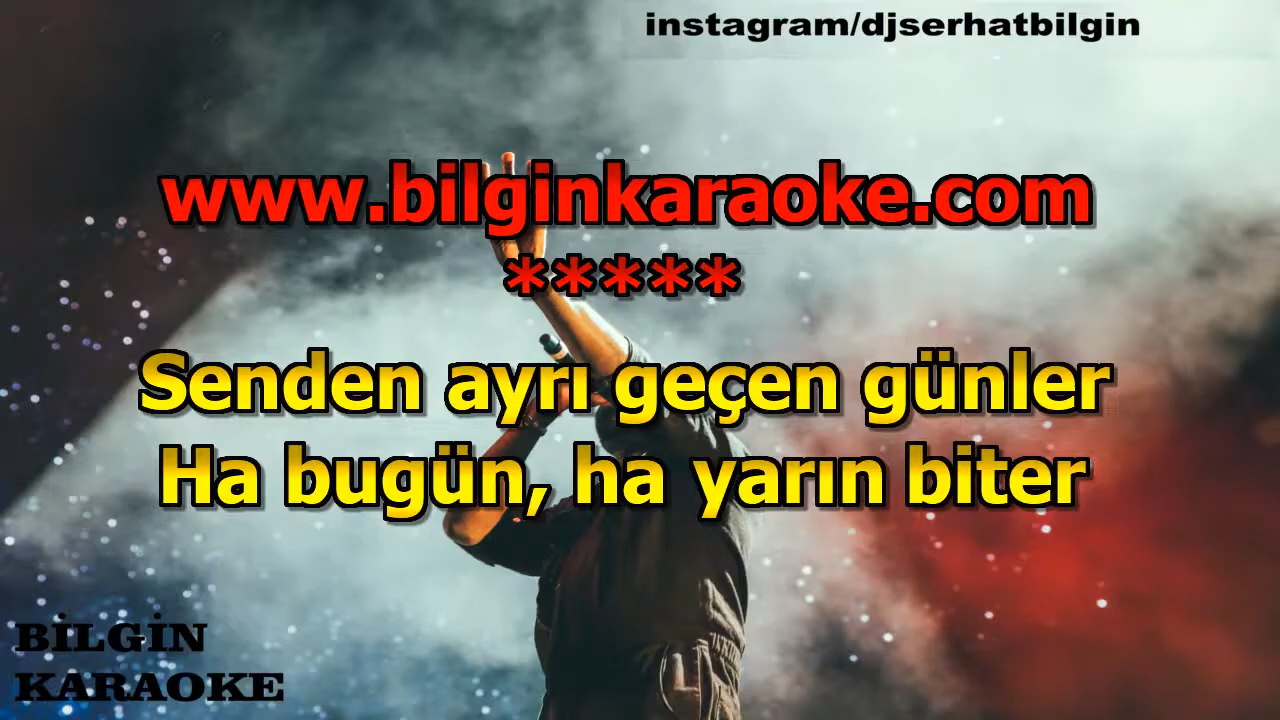 instagram/djserhatbilgin
www.bilginkaraoke.com
*****
Senden ayrı geçen günler
Ha bugün, ha yarın biter
BİLGİN
KARAOKE